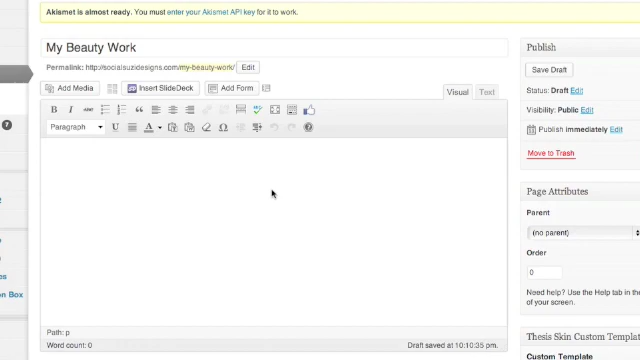 Akismet is almost ready. You must enter your Akismet API key for it to work.
My Beauty Work
Permalink: http://socialsuzidesigns.com/my-beauty-work/ Edit
Add Media Insert SlideDeck Add Form
Visual Text
B I ABC
Paragraph U A Ω
Path: p
Word count: 0 Draft saved at 10:10:35 pm.
Publish
Save Draft
Status: Draft Edit
Visibility: Public Edit
Publish immediately Edit
Move to Trash
Page Attributes
Parent
(no parent)
Order
0
Need help? Use the Help tab in the
of your screen.
Thesis Skin Custom Templat
Custom Template
7
es
on Box